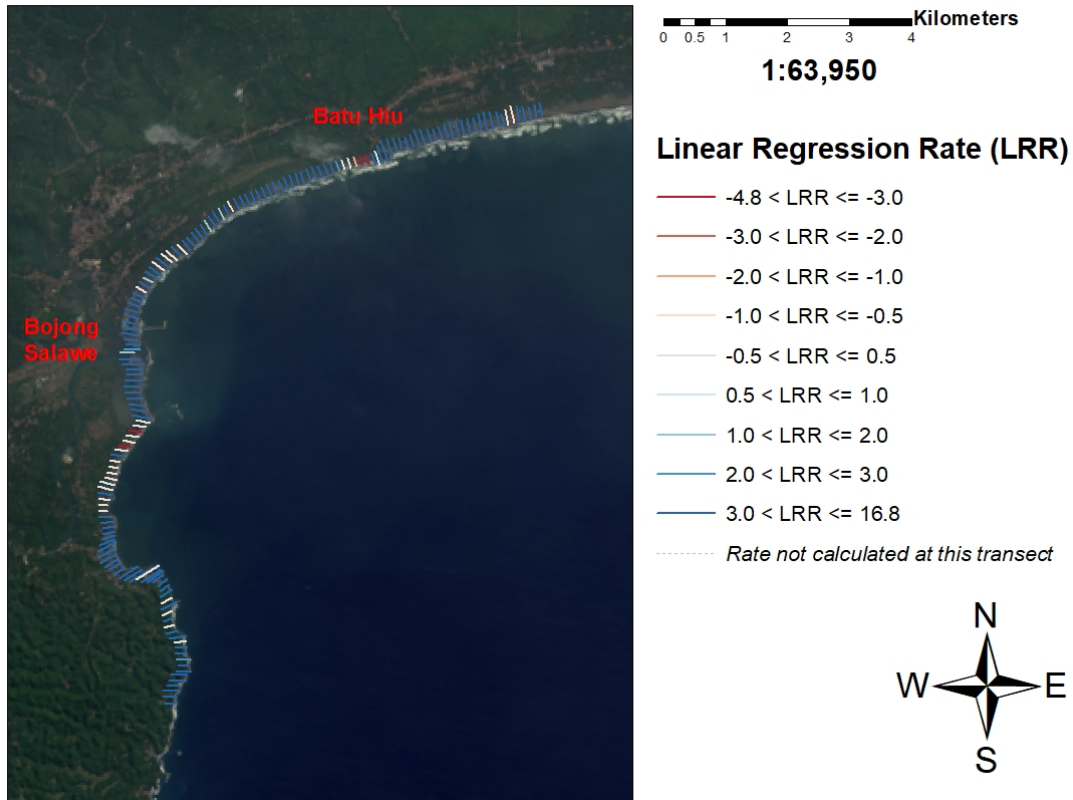 Kilometers
0 0.5 1 2 3 4
1:63,950
Batu Hiu
Bojong
Salawe
Linear Regression Rate (LRR)
-4.8 < LRR <= -3.0
-3.0 < LRR <= -2.0
-2.0 < LRR <= -1.0
-1.0 < LRR <= -0.5
-0.5 < LRR <= 0.5
0.5 < LRR <= 1.0
1.0 < LRR <= 2.0
2.0 < LRR <= 3.0
3.0 < LRR <= 16.8
Rate not calculated at this transect
N
W E
S